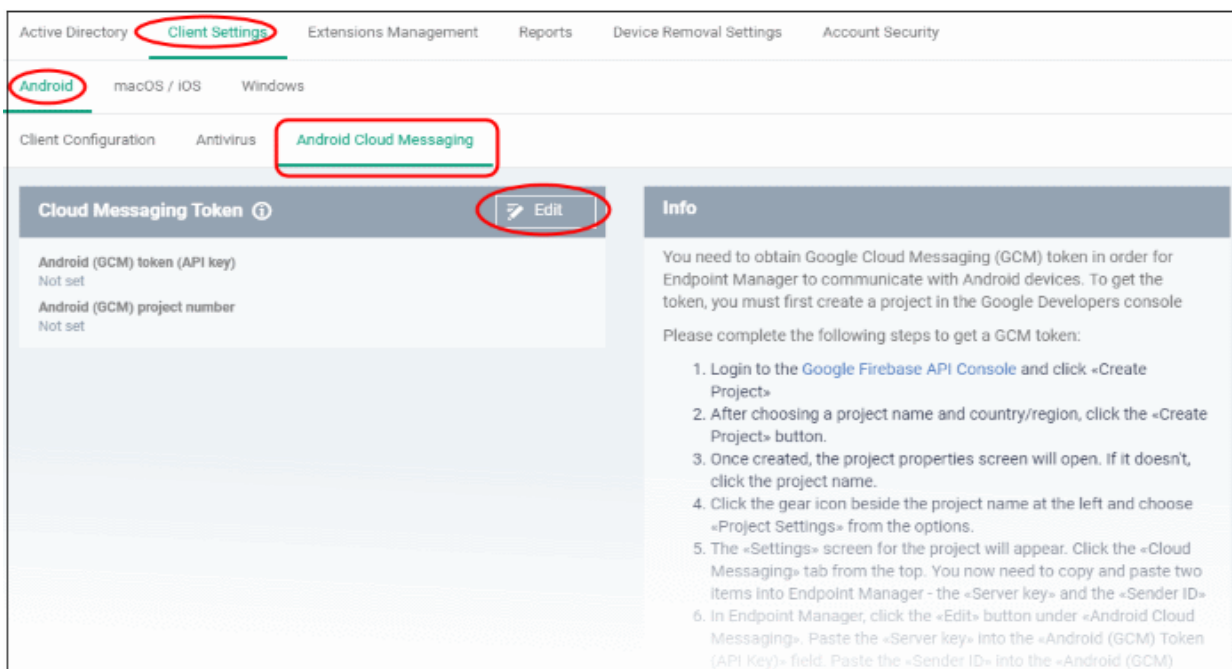 Active Directory Client Settings Extensions Management Reports Device Removal Settings Account Security
Android macOS / iOS Windows
Client Configuration Antivirus Android Cloud Messaging
Cloud Messaging Token
Edit
Android (GCM) token (API key)
Not set
Android (GCM) project number
Not set
Info
You need to obtain Google Cloud Messaging (GCM) token in order for
Endpoint Manager to communicate with Android devices. To get the
token, you must first create a project in the Google Developers console
Please complete the following steps to get a GCM token:
1. Login to the Google Firebase API Console and click «Create
Project»
2. After choosing a project name and country/region, click the «Create
Project» button.
3. Once created, the project properties screen will open. If it doesn't,
click the project name.
4. Click the gear icon beside the project name at the left and choose
«Project Settings» from the options.
5. The «Settings» screen for the project will appear. Click the «Cloud
Messaging» tab from the top. You now need to copy and paste two
items into Endpoint Manager - the «Server key» and the «Sender ID»
6. In Endpoint Manager, click the «Edit» button under «Android Cloud
Messaging». Paste the «Server key» into the «Android (GCM) Token
(API Key)» field. Paste the «Sender ID» into the «Android (GCM)